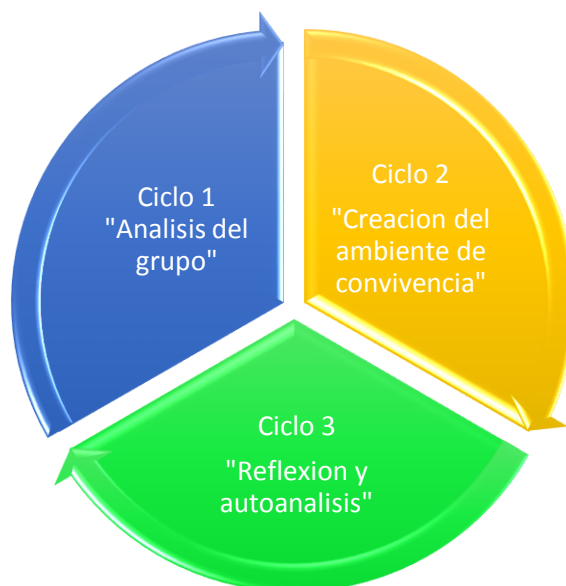 Ciclo 1
"Analisis del
grupo"
Ciclo 2
"Creacion del
ambiente de
convivencia"
Ciclo 3
"Reflexion y
autoanalisis"